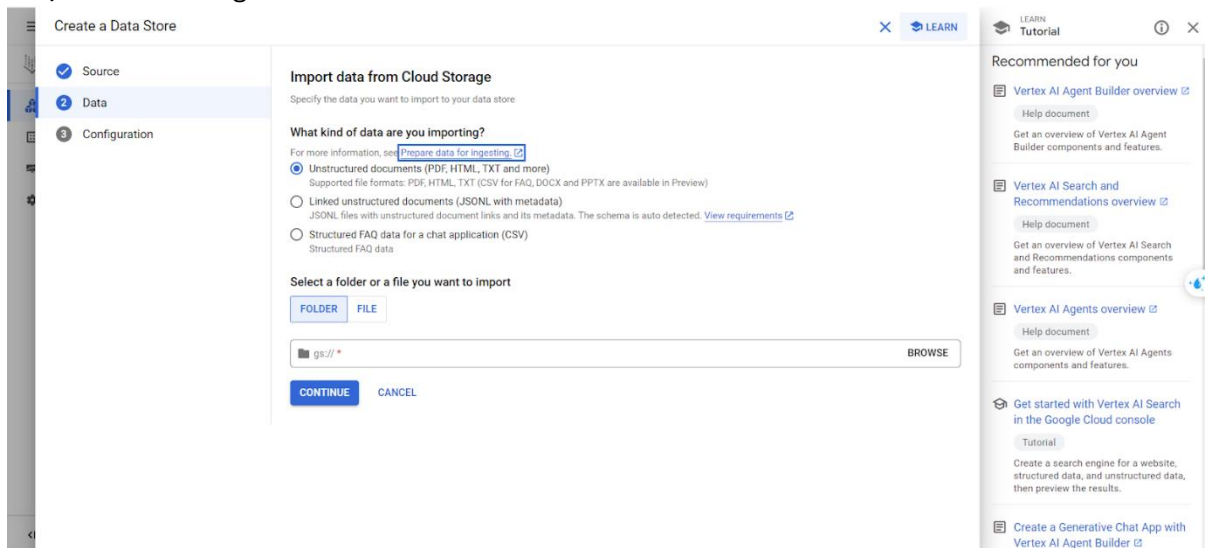 Create a Data Store
LEARN
Source
2 Data
3 Configuration
Import data from Cloud Storage
Specify the data you want to import to your data store
What kind of data are you importing?
For more information, see Prepare data for ingesting.
Unstructured documents (PDF, HTML, TXT and more)
Supported file formats: PDF, HTML, TXT (CSV for FAQ, DOCX and PPTX are available in Preview)
Linked unstructured documents (JSONL with metadata)
JSONL files with unstructured document links and its metadata. The schema is auto detected. View requirements
Structured FAQ data for a chat application (CSV)
Structured FAQ data
Select a folder or a file you want to import
FOLDER FILE
gs:// * BROWSE
CONTINUE CANCEL
LEARN
Tutorial
Recommended for you
Vertex AI Agent Builder overview
Help document
Get an overview of Vertex AI Agent
Builder components and features.
Vertex AI Search and
Recommendations overview
Help document
Get an overview of Vertex AI Search
and Recommendations components
and features.
Vertex AI Agents overview
Help document
Get an overview of Vertex AI Agents
components and features.
Get started with Vertex AI Search
in the Google Cloud console
Tutorial
Create a search engine for a website,
structured data, and unstructured data,
then preview the results.
Create a Generative Chat App with
Vertex AI Agent Builder